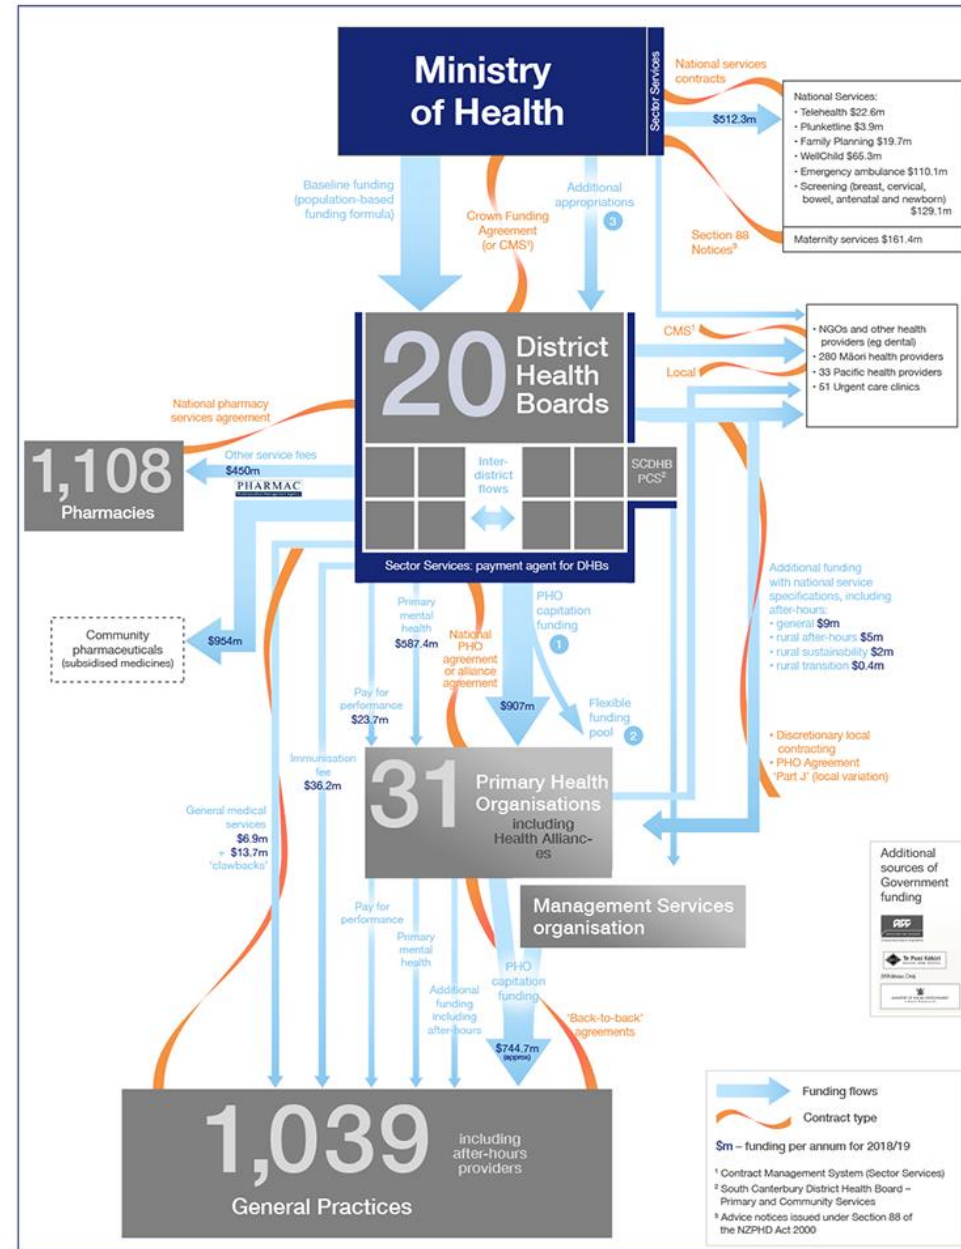 Ministry
of Health
Sector Services
National services
contracts
$512.3m
National Services:
• Telehealth $22.6m
• Plunketline $3.9m
• Family Planning $19.7m
• WellChild $65.3m
• Emergency ambulance $110.1m
• Screening (breast, cervical,
bowel, antenatal and newborn)
$129.1m
Maternity services $161.4m
Section 88
Notices³
Baseline funding
(population-based
funding formula)
Crown Funding
Agreement
(or CMS¹)
Additional
appropriations
3
20 District
Health
Boards
CMS¹
Local
• NGOs and other health
providers (eg dental)
• 280 Māori health providers
• 33 Pacific health providers
• 51 Urgent care clinics
National pharmacy
services agreement
1,108
Pharmacies
Other service fees
$450m
PHARMAC
Inter-
district
flows
SCDHB
PCS²
Sector Services: payment agent for DHBs
Community
pharmaceuticals
(subsidised medicines)
$954m
Primary
mental
health
$587.4m
National
PHO
agreement
or alliance
agreement
PHO
capitation
funding
1
$907m
Flexible
funding
pool 2
Pay for
performance
$23.7m
Immunisation
fee
$36.2m
General medical
services
$6.9m
+ $13.7m
'clawbacks'
Additional funding
with national service
specifications, including
after-hours:
• general $9m
• rural after-hours $5m
• rural sustainability $2m
• rural transition $0.4m
• Discretionary local
contracting
• PHO Agreement
'Part J' (local variation)
31 Primary Health
Organisations
including
Health Allianc-
es
Management Services
organisation
Pay for
performance
Primary
mental
health
Additional
funding
including
after-hours
PHO
capitation
funding
$744.7m
(approx)
'Back-to-back'
agreements
1,039 including
after-hours
providers
General Practices
Additional
sources of
Government
funding
Funding flows
Contract type
$m – funding per annum for 2018/19
¹ Contract Management System (Sector Services)
² South Canterbury District Health Board –
Primary and Community Services
³ Advice notices issued under Section 88 of
the NZPHD Act 2000